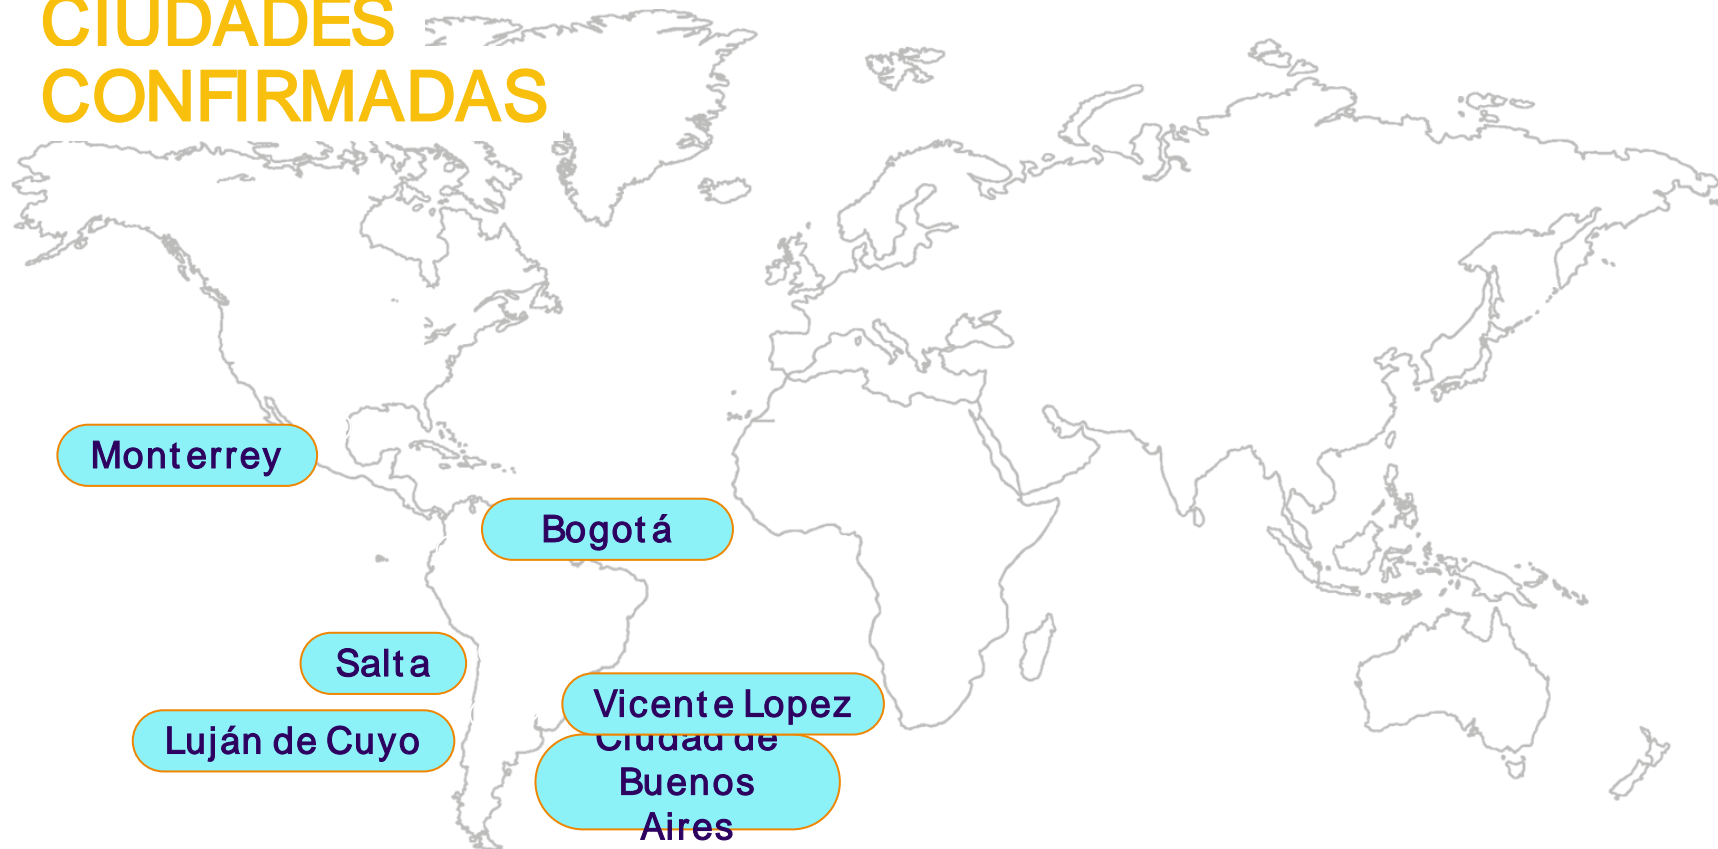 CIUDADES
CONFIRMADAS
Monterrey
Bogotá
Salta
Vicente Lopez
Luján de Cuyo
Ciudad de
Buenos
Aires